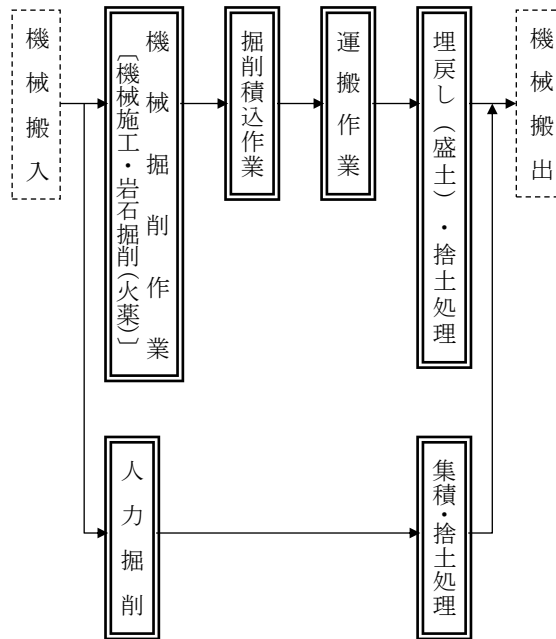 機械搬入
機械掘削作業
〔機械施工・岩石掘削(火薬)〕
掘削積込作業
運搬作業
埋戻し(盛土)・捨土処理
機械搬出
人力掘削
集積・捨土処理